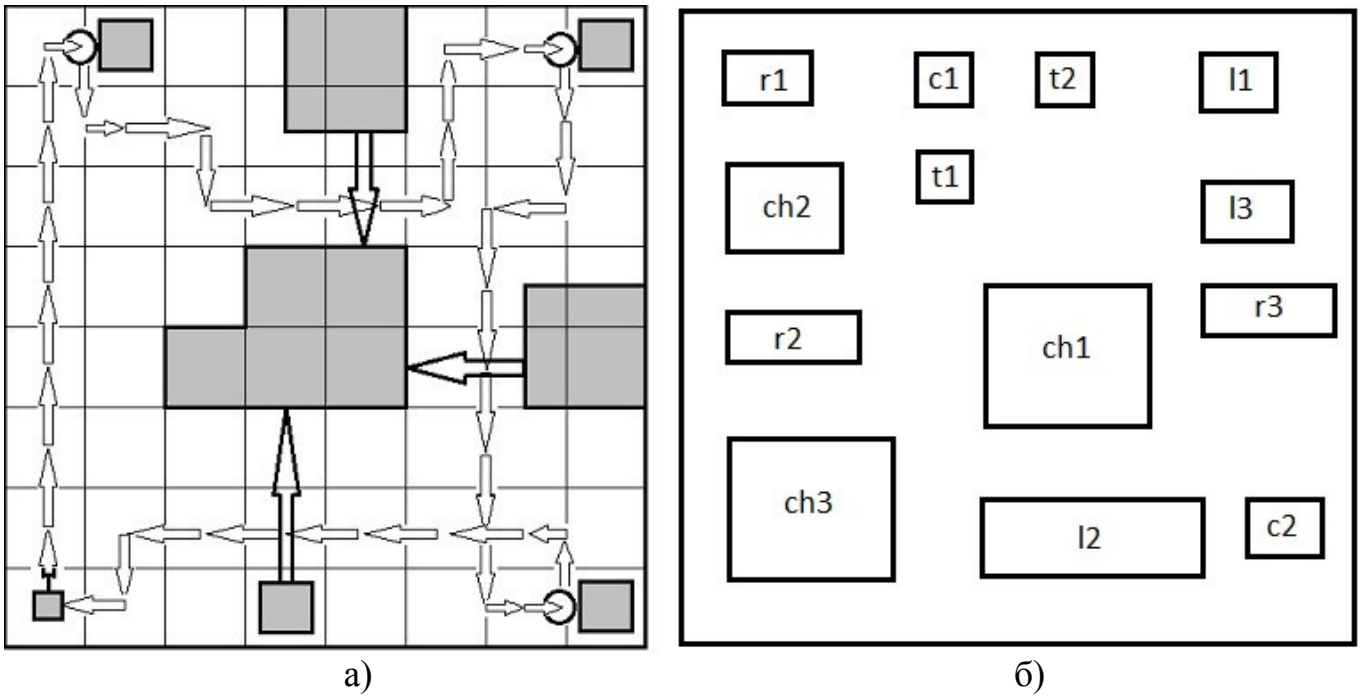 r1 c1 t2 l1
t1
ch2 l3
r3
r2 ch1
ch3
l2 c2
а) б)